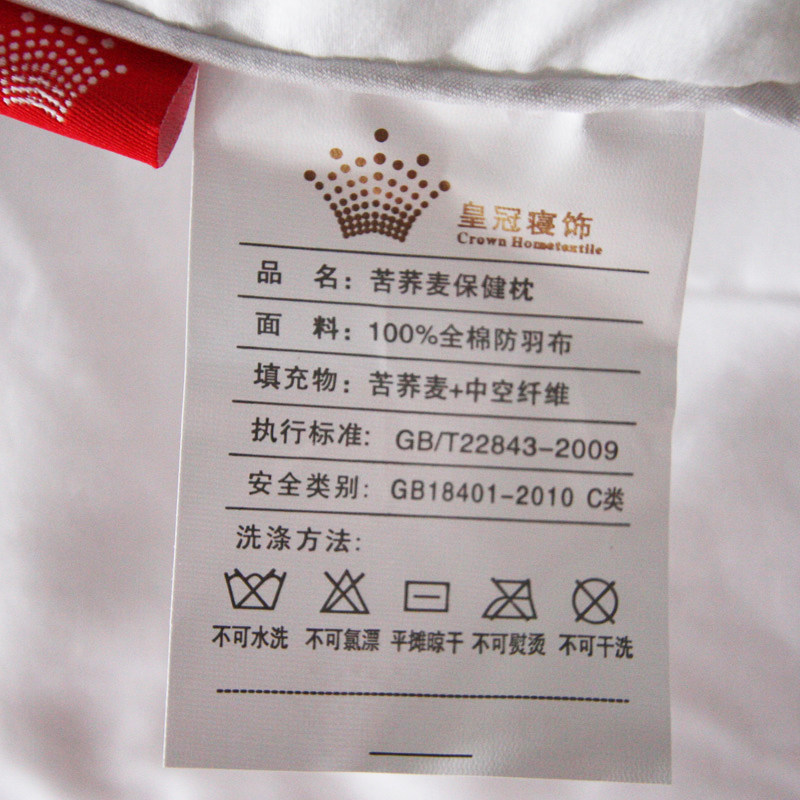 皇冠寝饰
Crown Hometextile
品 名：苦荞麦保健枕
面 料：100%全棉防羽布
填充物：苦荞麦+中空纤维
执行标准：GB/T22843-2009
安全类别：GB18401-2010 C类
洗涤方法：
不可水洗 不可氯漂 平摊晾干 不可熨烫 不可干洗